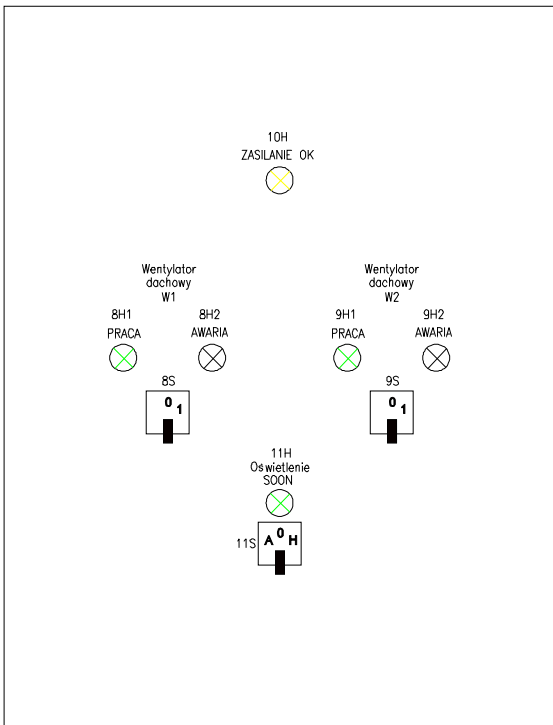 10H
ZASILANIE OK
Wentylator
dachowy
W1
8H1
PRACA
8H2
AWARIA
8S
0 1
Wentylator
dachowy
W2
9H1
PRACA
9H2
AWARIA
9S
0 1
11H
Oświetlenie
SOON
11S
A 0 H